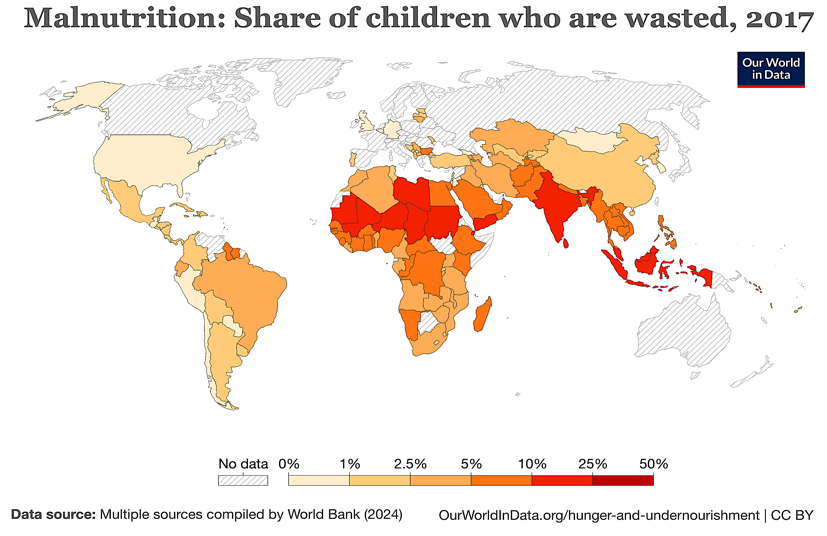 Malnutrition: Share of children who are wasted, 2017
Our World
in Data
No data 0% 1% 2.5% 5% 10% 25% 50%
Data source: Multiple sources compiled by World Bank (2024)
OurWorldInData.org/hunger-and-undernourishment | CC BY